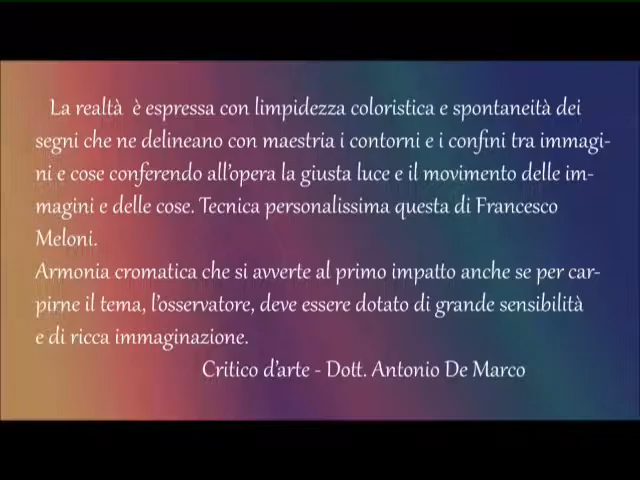 La realtà è espressa con limpidezza coloristica e spontaneità dei
segni che ne delineano con maestria i contorni e i confini tra immagi-
ni e cose conferendo all'opera la giusta luce e il movimento delle im-
magini e delle cose. Tecnica personalissima questa di Francesco
Meloni.
Armonia cromatica che si avverte al primo impatto anche se per car-
pirne il tema, l'osservatore, deve essere dotato di grande sensibilità
e di ricca immaginazione.
Critico d'arte - Dott. Antonio De Marco